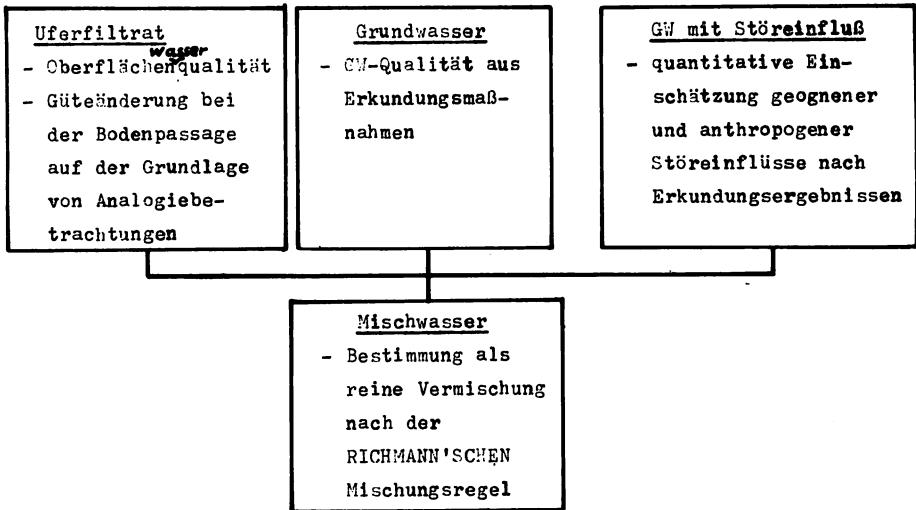 Uferfiltrat
- Oberflächenwasserqualität
- Güteänderung bei
der Bodenpassage
auf der Grundlage
von Analogiebe-
trachtungen
Grundwasser
- GW-Qualität aus
Erkundungsmaß-
nahmen
GW mit Störeinfluß
- quantitative Ein-
schätzung geognener
und anthropogener
Störeinflüsse nach
Erkundungsergebnissen
Mischwasser
- Bestimmung als
reine Vermischung
nach der
RICHMANN'SCHEN
Mischungsregel